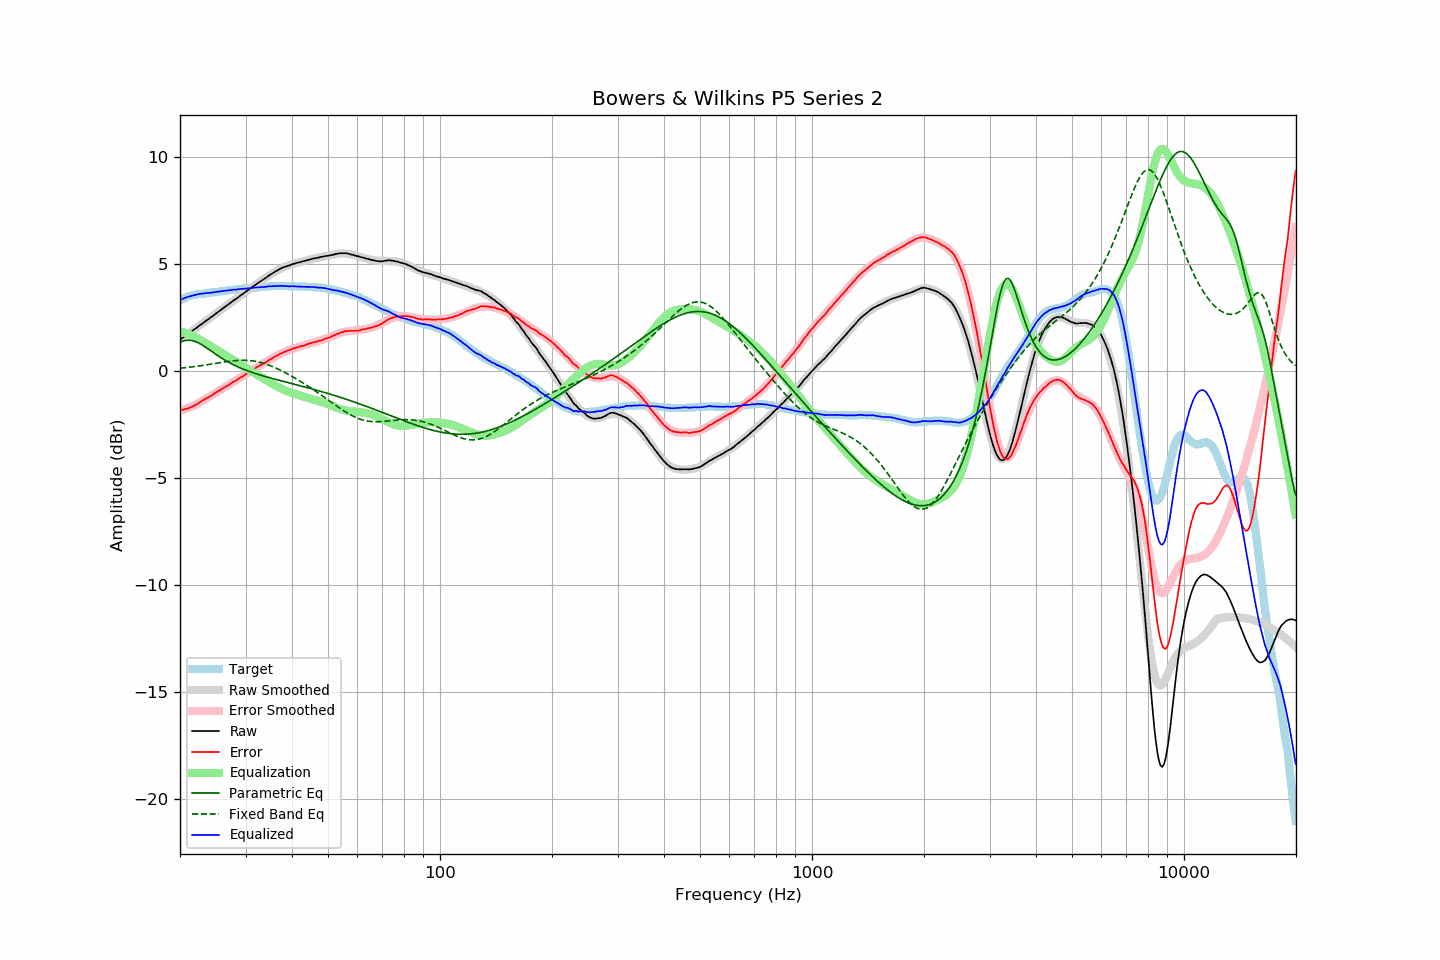 Bowers & Wilkins P5 Series 2
10
5
0
−5
−10
−15
−20
Amplitude (dBr)
Target
Raw Smoothed
Error Smoothed
Raw
Error
Equalization
Parametric Eq
Fixed Band Eq
Equalized
100
1000
10000
Frequency (Hz)